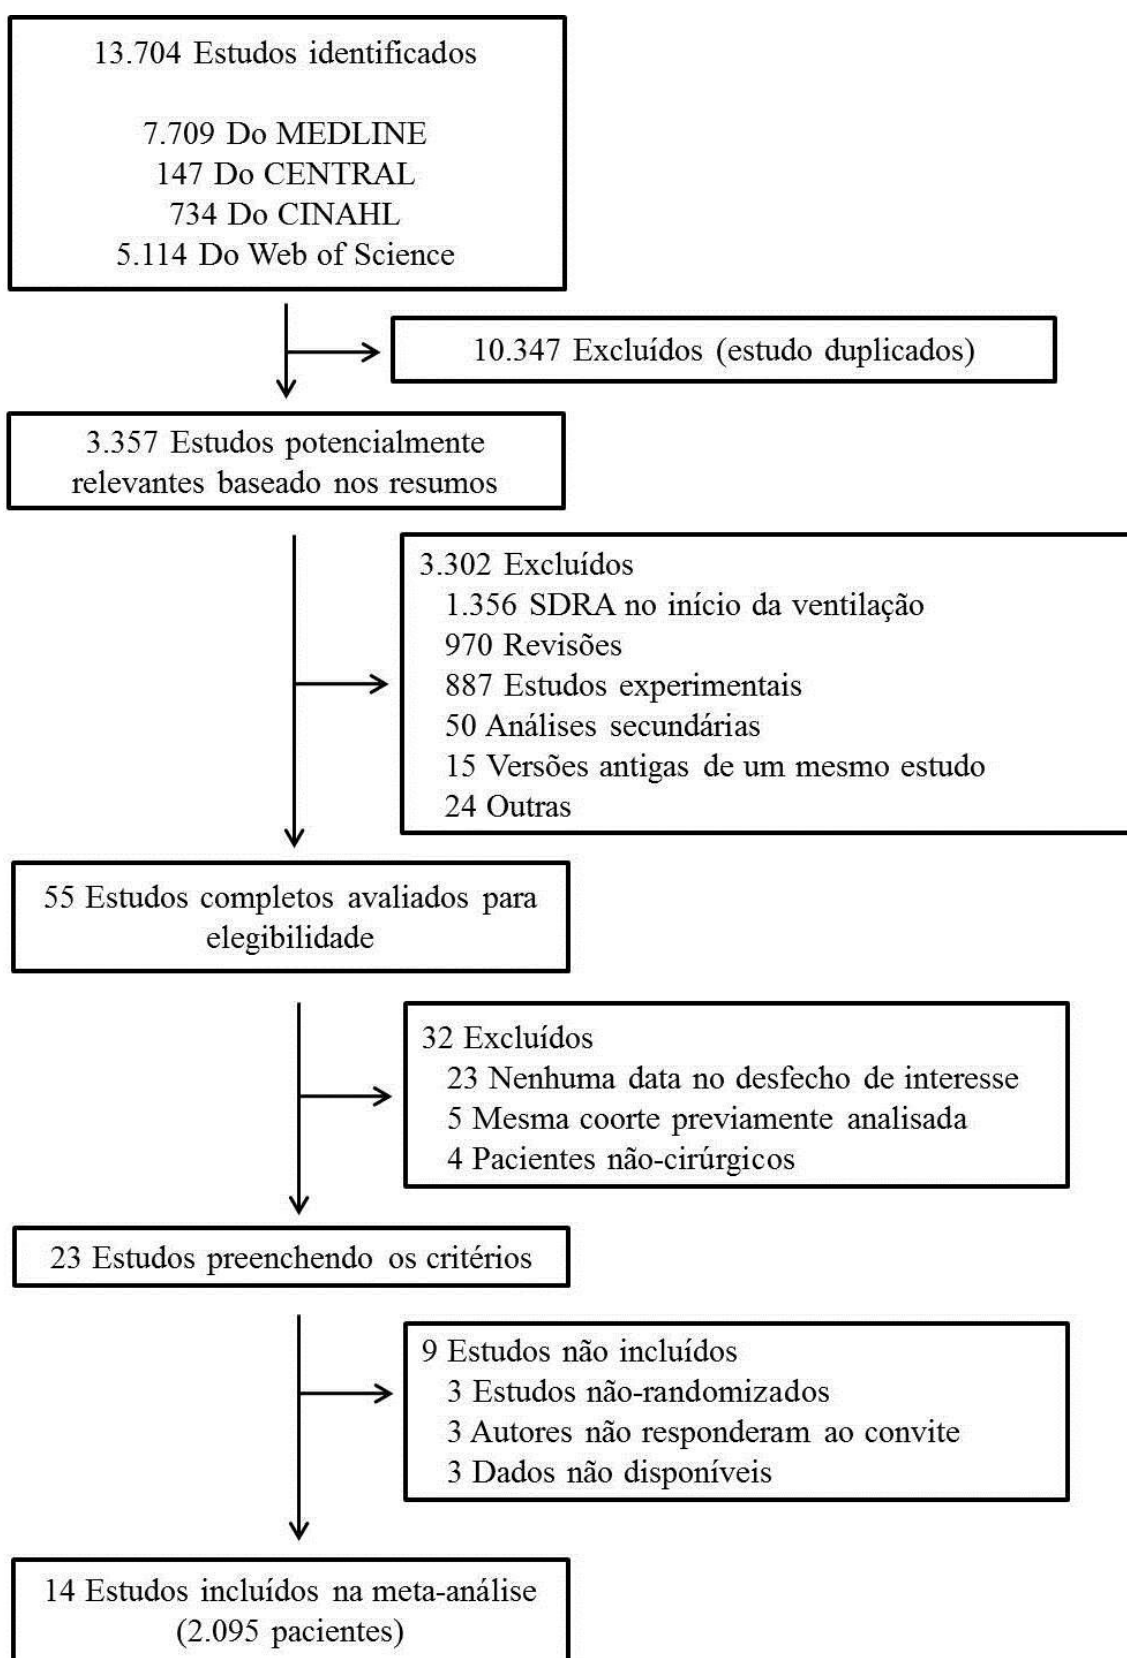 13.704 Estudos identificados
7.709 Do MEDLINE
147 Do CENTRAL
734 Do CINAHL
5.114 Do Web of Science
10.347 Excluídos (estudo duplicados)
3.357 Estudos potencialmente
relevantes baseado nos resumos
3.302 Excluídos
1.356 SDRA no início da ventilação
970 Revisões
887 Estudos experimentais
50 Análises secundárias
15 Versões antigas de um mesmo estudo
24 Outras
55 Estudos completos avaliados para
elegibilidade
32 Excluídos
23 Nenhuma data no desfecho de interesse
5 Mesma coorte previamente analisada
4 Pacientes não-cirúrgicos
23 Estudos preenchendo os critérios
9 Estudos não incluídos
3 Estudos não-randomizados
3 Autores não responderam ao convite
3 Dados não disponíveis
14 Estudos incluídos na meta-análise
(2.095 pacientes)